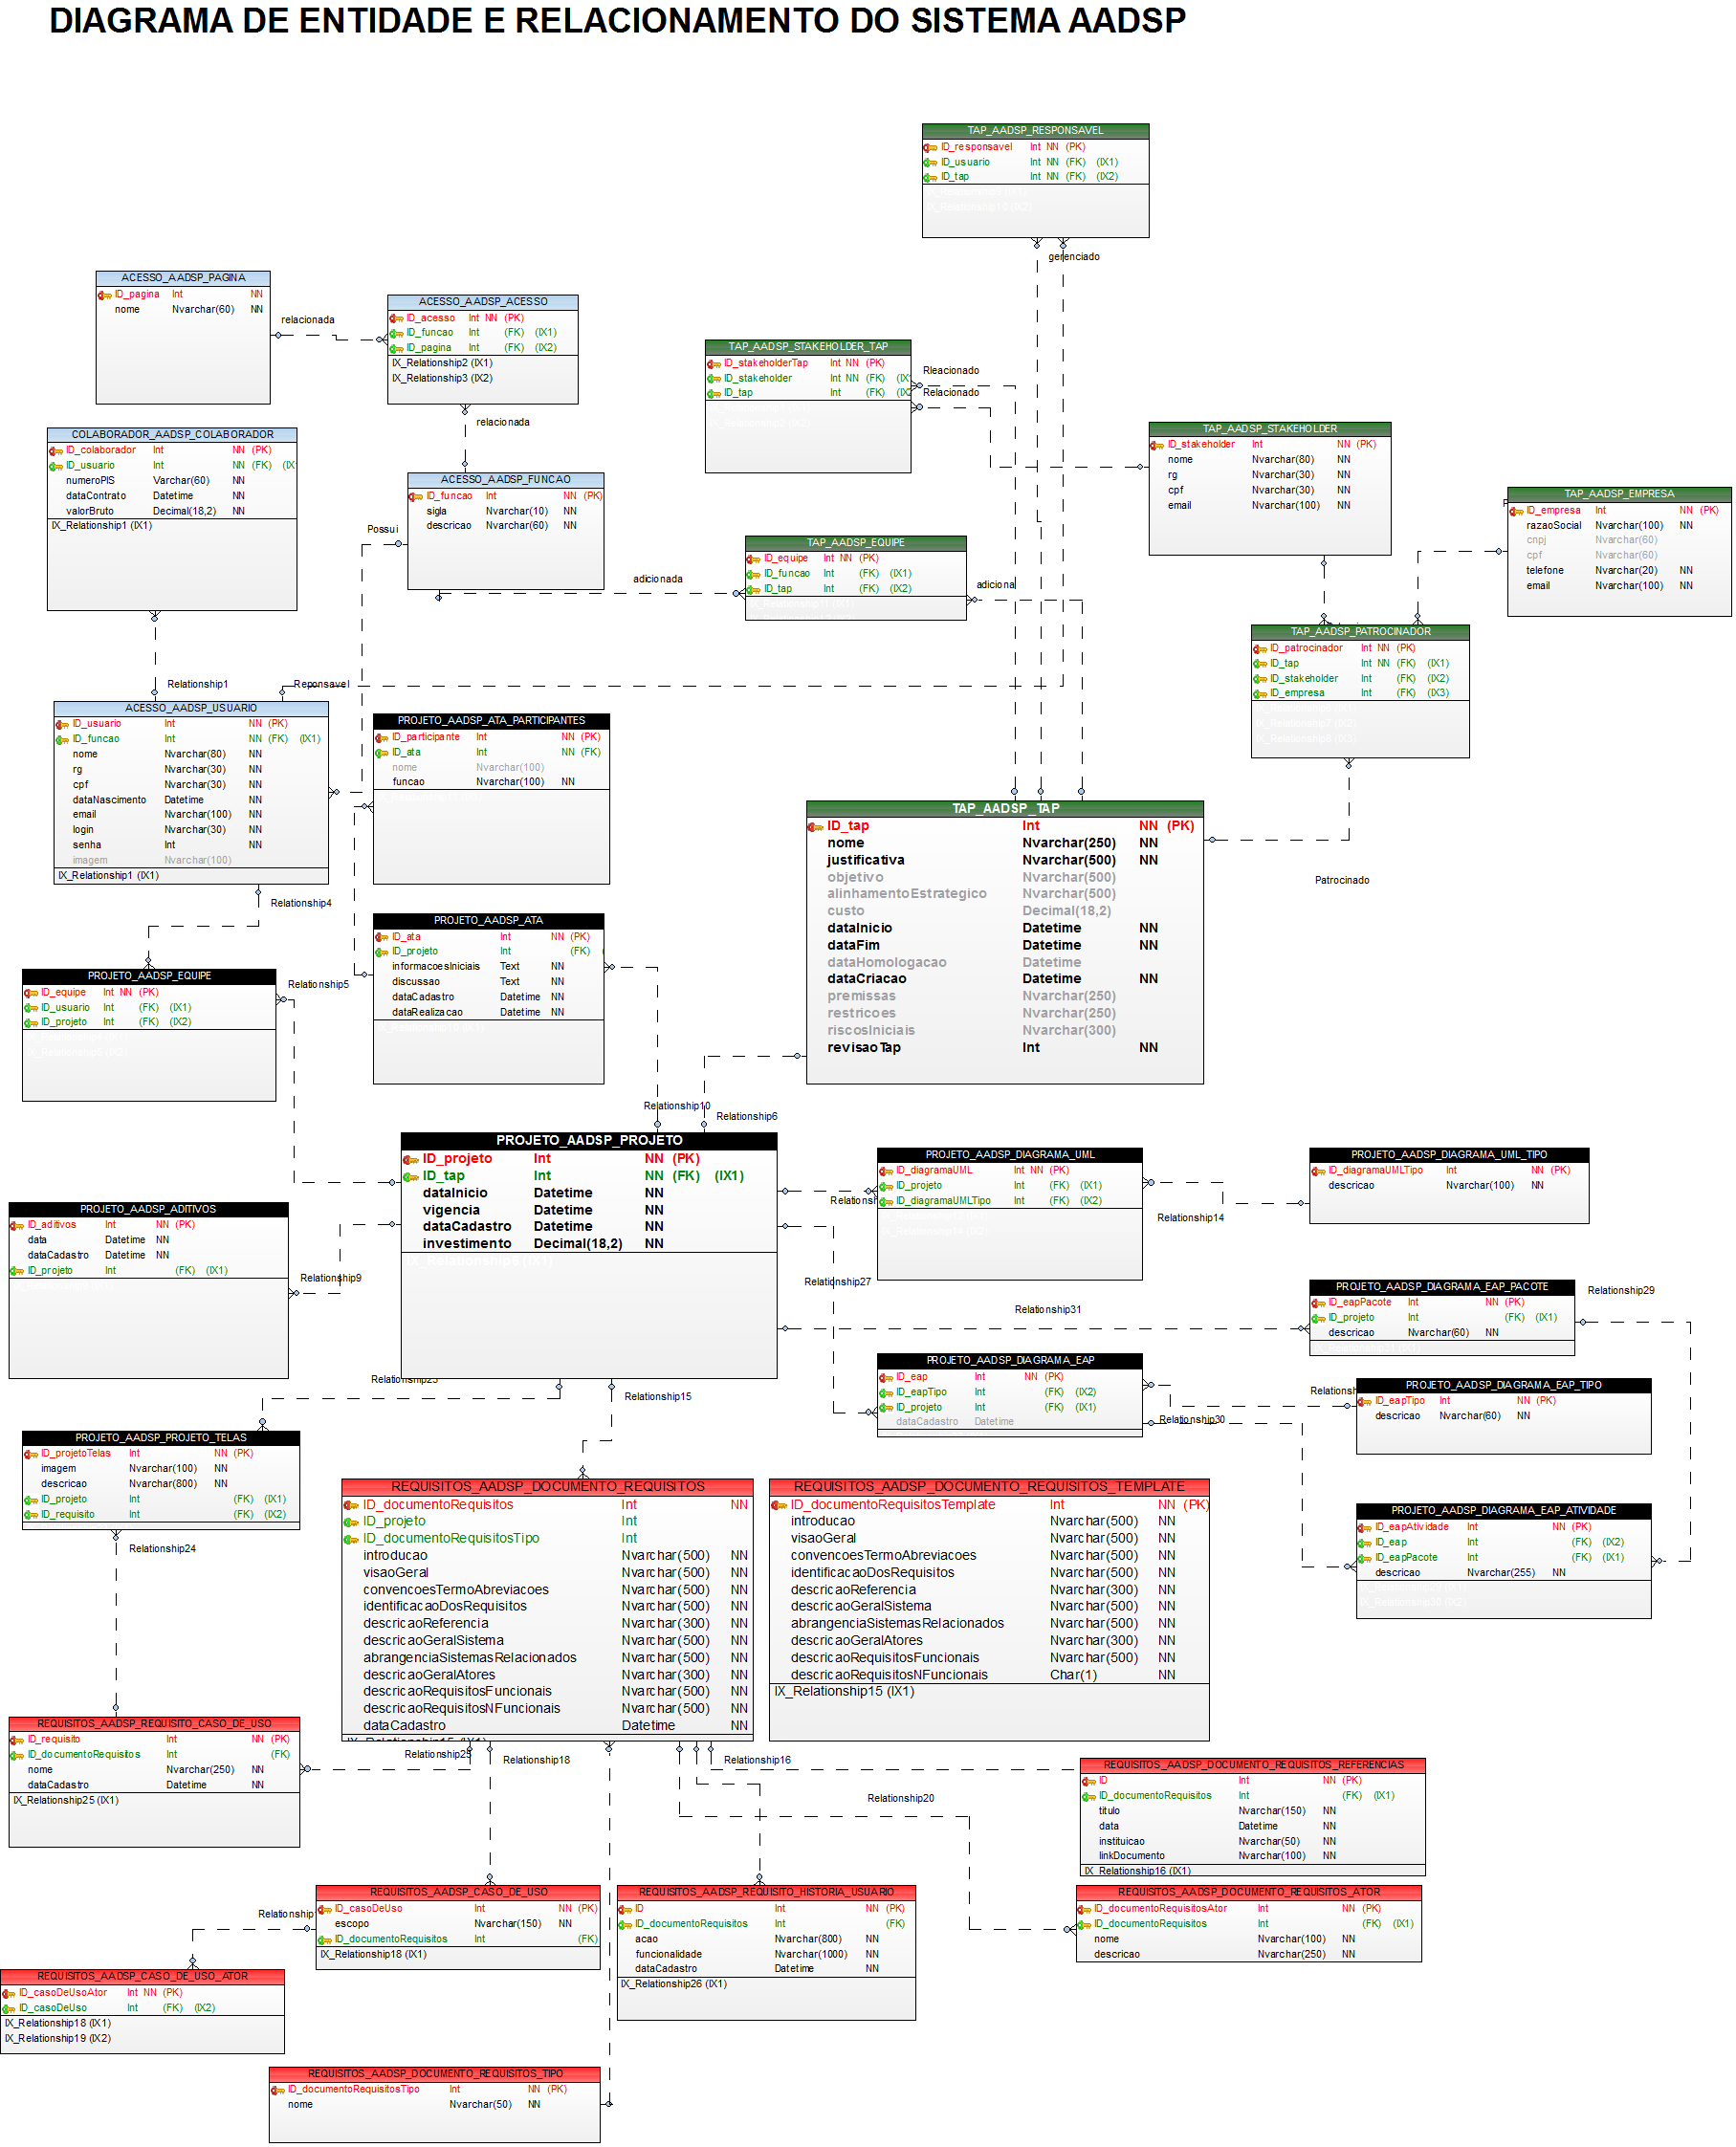 DIAGRAMA DE ENTIDADE E RELACIONAMENTO DO SISTEMA AADSP
TAP_AADSP_RESPONSAVEL
ID_responsavel Int NN (PK)
ID_usuario Int NN (FK) (IX1)
ID_tap Int NN (FK) (IX2)
IX_Relationship10 (IX2)
gerenciado
ACESSO_AADSP_PAGINA
ID_pagina Int NN
nome Nvarchar(60) NN
relacionada
ACESSO_AADSP_ACESSO
ID_acesso Int NN (PK)
ID_funcao Int (FK) (IX1)
ID_pagina Int (FK) (IX2)
IX_Relationship2 (IX1)
IX_Relationship3 (IX2)
relacionada
TAP_AADSP_STAKEHOLDER_TAP
ID_stakeholderTap Int NN (PK)
ID_stakeholder Int NN (FK) (IX
ID_tap Int (FK) (IX
Rleacionado
Relacionado
TAP_AADSP_STAKEHOLDER
ID_stakeholder Int NN (PK)
nome Nvarchar(80) NN
rg Nvarchar(30) NN
cpf Nvarchar(30) NN
email Nvarchar(100) NN
TAP_AADSP_EMPRESA
ID_empresa Int NN (PK)
razaoSocial Nvarchar(100) NN
cnpj Nvarchar(60)
cpf Nvarchar(60)
telefone Nvarchar(20) NN
email Nvarchar(100) NN
COLABORADOR_AADSP_COLABORADOR
ID_colaborador Int NN (PK)
ID_usuario Int NN (FK) (IX
numeroPIS Varchar(60) NN
dataContrato Datetime NN
valorBruto Decimal(18,2) NN
IX_Relationship1 (IX1)
ACESSO_AADSP_FUNCAO
ID_funcao Int NN (PK)
sigla Nvarchar(10) NN
descricao Nvarchar(60) NN
Possui
adicionada
TAP_AADSP_EQUIPE
ID_equipe Int NN (PK)
ID_funcao Int (FK) (IX1)
ID_tap Int (FK) (IX2)
IX_Relationship11 (IX1)
adiciona
TAP_AADSP_PATROCINADOR
ID_patrocinador Int NN (PK)
ID_tap Int NN (FK) (IX1)
ID_stakeholder Int (FK) (IX2)
ID_empresa Int (FK) (IX3)
Relationship1
Reponsavel
ACESSO_AADSP_USUARIO
ID_usuario Int NN (PK)
ID_funcao Int NN (FK) (IX1)
nome Nvarchar(80) NN
rg Nvarchar(30) NN
cpf Nvarchar(30) NN
dataNascimento Datetime NN
email Nvarchar(100) NN
login Nvarchar(30) NN
senha Int NN
imagem Nvarchar(100)
IX_Relationship1 (IX1)
PROJETO_AADSP_ATA_PARTICIPANTES
ID_participante Int NN (PK)
ID_ata Int NN (FK)
nome Nvarchar(100)
funcao Nvarchar(100) NN
TAP_AADSP_TAP
ID_tap Int NN (PK)
nome Nvarchar(250) NN
justificativa Nvarchar(500) NN
objetivo Nvarchar(500)
alinhamentoEstrategico Nvarchar(500)
custo Decimal(18,2)
dataInicio Datetime NN
dataFim Datetime NN
dataHomologacao Datetime
dataCriacao Datetime NN
premissas Nvarchar(250)
restricoes Nvarchar(250)
riscosIniciais Nvarchar(300)
revisaoTap Int NN
Patrocinado
Relationship4
PROJETO_AADSP_ATA
ID_ata Int NN (PK)
ID_projeto Int (FK)
informacoesIniciais Text NN
discussao Text NN
dataCadastro Datetime NN
dataRealizacao Datetime NN
PROJETO_AADSP_EQUIPE
ID_equipe Int NN (PK)
ID_usuario Int (FK) (IX1)
ID_projeto Int (FK) (IX2)
Relationship5
Relationship10
Relationship6
PROJETO_AADSP_PROJETO
ID_projeto Int NN (PK)
ID_tap Int NN (FK) (IX1)
dataInicio Datetime NN
vigencia Datetime NN
dataCadastro Datetime NN
investimento Decimal(18,2) NN
IX_Relationship6 (IX1)
PROJETO_AADSP_DIAGRAMA_UML
ID_diagramaUML Int NN (PK)
ID_projeto Int (FK) (IX1)
ID_diagramaUMLTipo Int (FK) (IX2)
PROJETO_AADSP_DIAGRAMA_UML_TIPO
ID_diagramaUMLTipo Int NN (PK)
descricao Nvarchar(100) NN
Relationship14
PROJETO_AADSP_ADITIVOS
ID_aditivos Int NN (PK)
data Datetime NN
dataCadastro Datetime NN
ID_projeto Int (FK) (IX1)
Relationship9
Relationship27
Relationship31
PROJETO_AADSP_DIAGRAMA_EAP_PACOTE
ID_eapPacote Int NN (PK)
ID_projeto Int (FK) (IX1)
descricao Nvarchar(60) NN
Relationship29
PROJETO_AADSP_DIAGRAMA_EAP
ID_eap Int NN (PK)
ID_eapTipo Int (FK) (IX2)
ID_projeto Int (FK) (IX1)
dataCadastro Datetime
Relationship30
PROJETO_AADSP_DIAGRAMA_EAP_TIPO
ID_eapTipo Int NN (PK)
descricao Nvarchar(60) NN
Relationship15
PROJETO_AADSP_PROJETO_TELAS
ID_projetoTelas Int NN (PK)
imagem Nvarchar(100) NN
descricao Nvarchar(800) NN
ID_projeto Int (FK) (IX1)
ID_requisito Int (FK) (IX2)
Relationship24
REQUISITOS_AADSP_DOCUMENTO_REQUISITOS
ID_documentoRequisitos Int NN
ID_projeto Int
ID_documentoRequisitosTipo Int
introducao Nvarchar(500) NN
visaoGeral Nvarchar(500) NN
convencoesTermoAbreviacoes Nvarchar(500) NN
identificacaoDosRequisitos Nvarchar(500) NN
descricaoReferencia Nvarchar(300) NN
descricaoGeralSistema Nvarchar(500) NN
abrangenciaSistemasRelacionados Nvarchar(500) NN
descricaoGeralAtores Nvarchar(300) NN
descricaoRequisitosFuncionais Nvarchar(500) NN
descricaoRequisitosNFuncionais Nvarchar(500) NN
dataCadastro Datetime NN
IX_Relationship15 (IX1)
REQUISITOS_AADSP_DOCUMENTO_REQUISITOS_TEMPLATE
ID_documentoRequisitosTemplate Int NN (PK)
introducao Nvarchar(500) NN
visaoGeral Nvarchar(500) NN
convencoesTermoAbreviacoes Nvarchar(500) NN
identificacaoDosRequisitos Nvarchar(500) NN
descricaoReferencia Nvarchar(300) NN
descricaoGeralSistema Nvarchar(500) NN
abrangenciaSistemasRelacionados Nvarchar(500) NN
descricaoGeralAtores Nvarchar(300) NN
descricaoRequisitosFuncionais Nvarchar(500) NN
descricaoRequisitosNFuncionais Char(1) NN
IX_Relationship15 (IX1)
PROJETO_AADSP_DIAGRAMA_EAP_ATIVIDADE
ID_eapAtividade Int NN (PK)
ID_eap Int (FK) (IX2)
ID_eapPacote Int (FK) (IX1)
descricao Nvarchar(255) NN
IX_Relationship29 (IX1)
IX_Relationship30 (IX2)
REQUISITOS_AADSP_REQUISITO_CASO_DE_USO
ID_requisito Int NN (PK)
ID_documentoRequisitos Int (FK)
nome Nvarchar(250) NN
dataCadastro Datetime NN
IX_Relationship25 (IX1)
Relationship25
Relationship18
Relationship16
Relationship20
REQUISITOS_AADSP_DOCUMENTO_REQUISITOS_REFERENCIAS
ID Int NN (PK)
ID_documentoRequisitos Int (FK) (IX1)
titulo Nvarchar(150) NN
data Datetime NN
instituicao Nvarchar(50) NN
linkDocumento Nvarchar(100) NN
IX_Relationship16 (IX1)
REQUISITOS_AADSP_CASO_DE_USO
ID_casoDeUso Int NN (PK)
escopo Nvarchar(150) NN
ID_documentoRequisitos Int (FK)
IX_Relationship18 (IX1)
REQUISITOS_AADSP_REQUISITO_HISTORIA_USUARIO
ID Int NN (PK)
ID_documentoRequisitos Int (FK)
acao Nvarchar(800) NN
funcionalidade Nvarchar(1000) NN
dataCadastro Datetime NN
IX_Relationship26 (IX1)
REQUISITOS_AADSP_DOCUMENTO_REQUISITOS_ATOR
ID_documentoRequisitosAtor Int NN (PK)
ID_documentoRequisitos Int (FK) (IX1)
nome Nvarchar(100) NN
descricao Nvarchar(250) NN
Relationship
REQUISITOS_AADSP_CASO_DE_USO_ATOR
ID_casoDeUsoAtor Int NN (PK)
ID_casoDeUso Int (FK) (IX2)
IX_Relationship18 (IX1)
IX_Relationship19 (IX2)
REQUISITOS_AADSP_DOCUMENTO_REQUISITOS_TIPO
ID_documentoRequisitosTipo Int NN (PK)
nome Nvarchar(50) NN